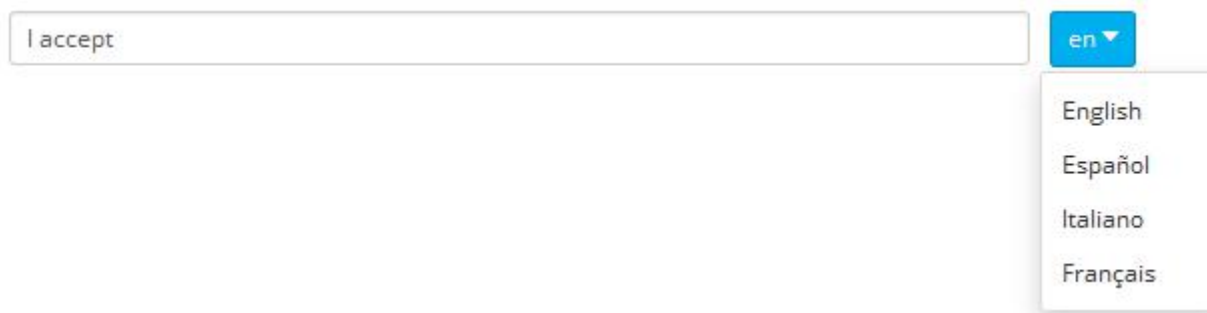 I accept
en
English
Español
Italiano
Français